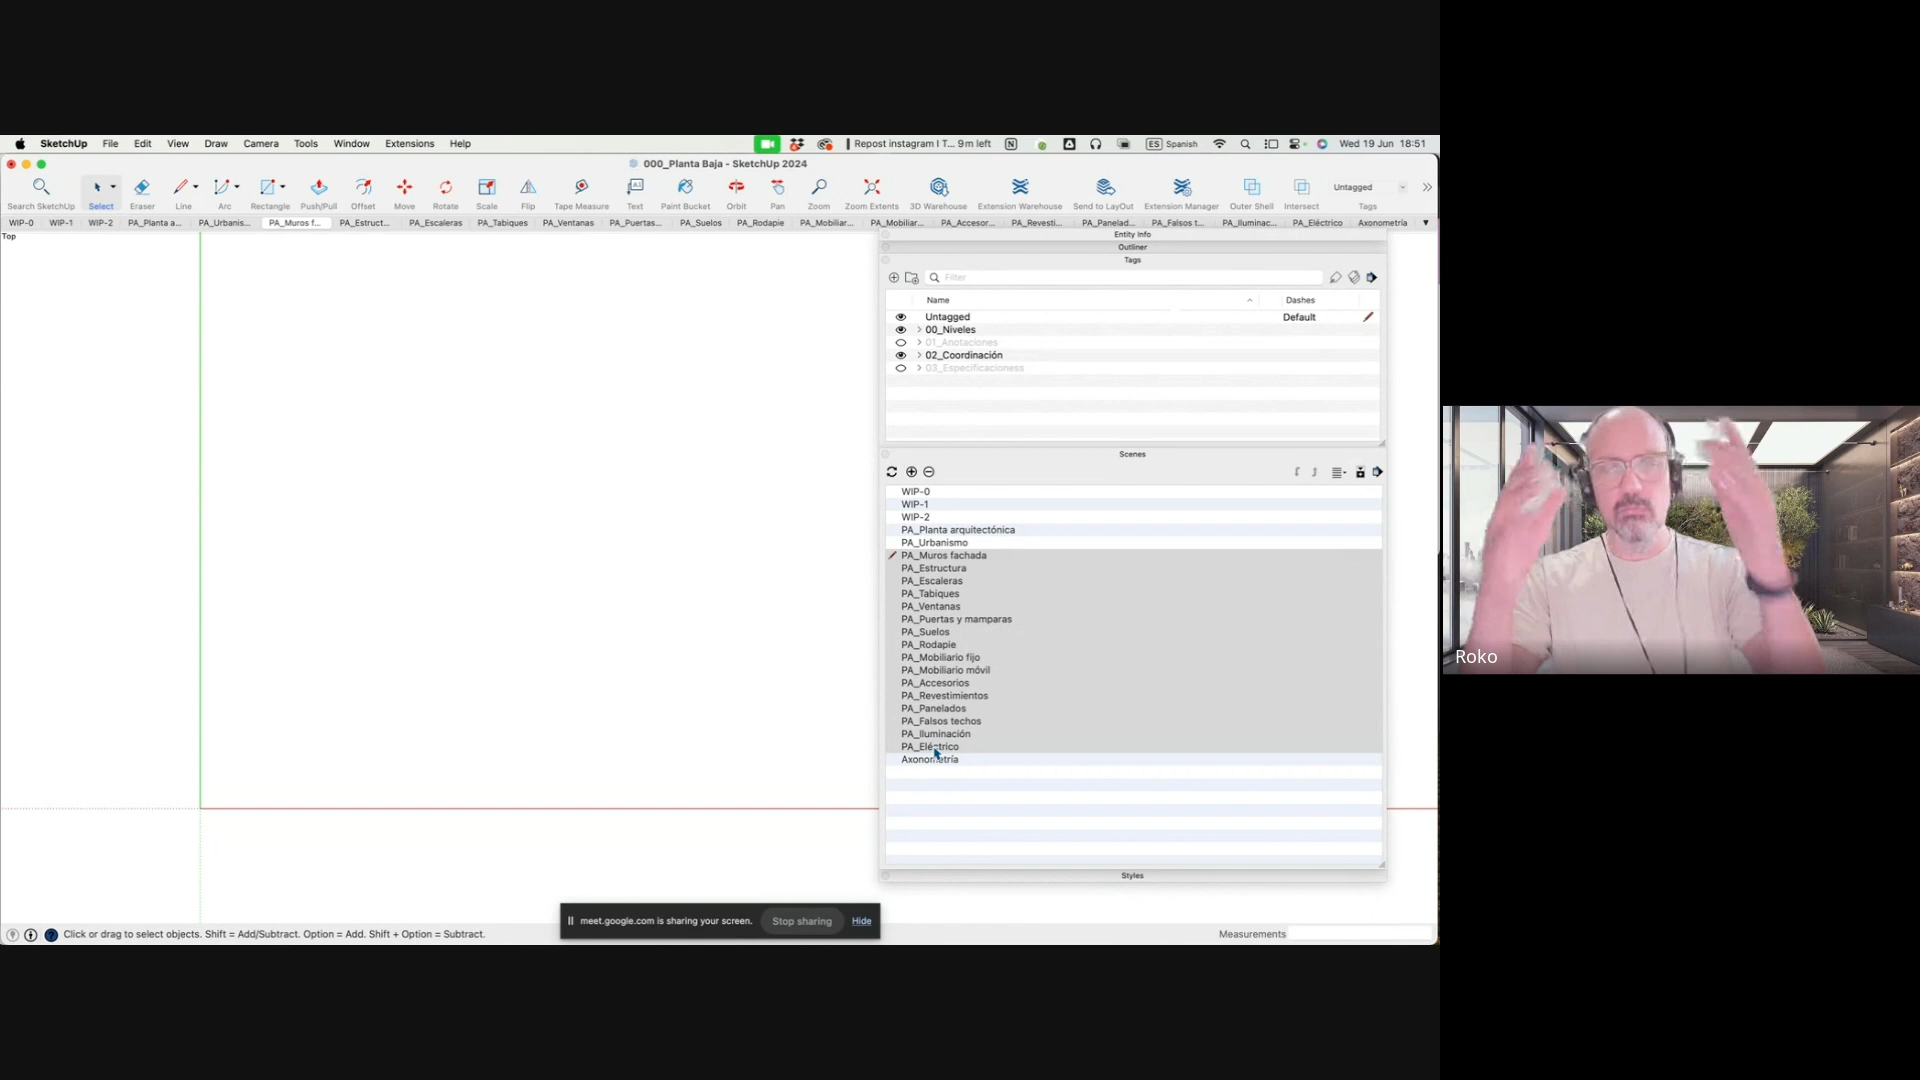 SketchUp File Edit View Draw Camera Tools Window Extensions Help Repost instagram I T... 9m left ES Spanish Wed 19 Jun 18:51
000_Planta Baja - SketchUp 2024
Untagged
Search SketchUp Select Eraser Line Arc Rectangle Push/Pull Offset Move Rotate Scale Flip Tape Measure Text Paint Bucket Orbit Pan Zoom Zoom Extents 3D Warehouse Extension Warehouse Send to LayOut Extension Manager Outer Shell Intersect Tags
WIP-0 WIP-1 WIP-2 PA_Planta a... PA_Urbanis... PA_Muros f... PA_Estruct... PA_Escaleras PA_Tabiques PA_Ventanas PA_Puertas... PA_Suelos PA_Rodapie PA_Mobiliar... PA_Mobiliar... PA_Accesor... PA_Revesti... PA_Panelad... PA_Falsos t... PA_Iluminac... PA_Eléctrico Axonometría
Top
Entity Info
Outliner
Tags
Filter
Name Dashes
Untagged Default
00_Niveles
01_Anotaciones
02_Coordinación
03_Especificacioness
Scenes
WIP-0
WIP-1
WIP-2
PA_Planta arquitectónica
PA_Urbanismo
PA_Muros fachada
PA_Estructura
PA_Escaleras
PA_Tabiques
PA_Ventanas
PA_Puertas y mamparas
PA_Suelos
PA_Rodapie
PA_Mobiliario fijo
PA_Mobiliario móvil
PA_Accesorios
PA_Revestimientos
PA_Panelados
PA_Falsos techos
PA_Iluminación
PA_Eléctrico
Axonometría
Styles
Roko
meet.google.com is sharing your screen. Stop sharing Hide
Click or drag to select objects. Shift = Add/Subtract. Option = Add. Shift + Option = Subtract. Measurements